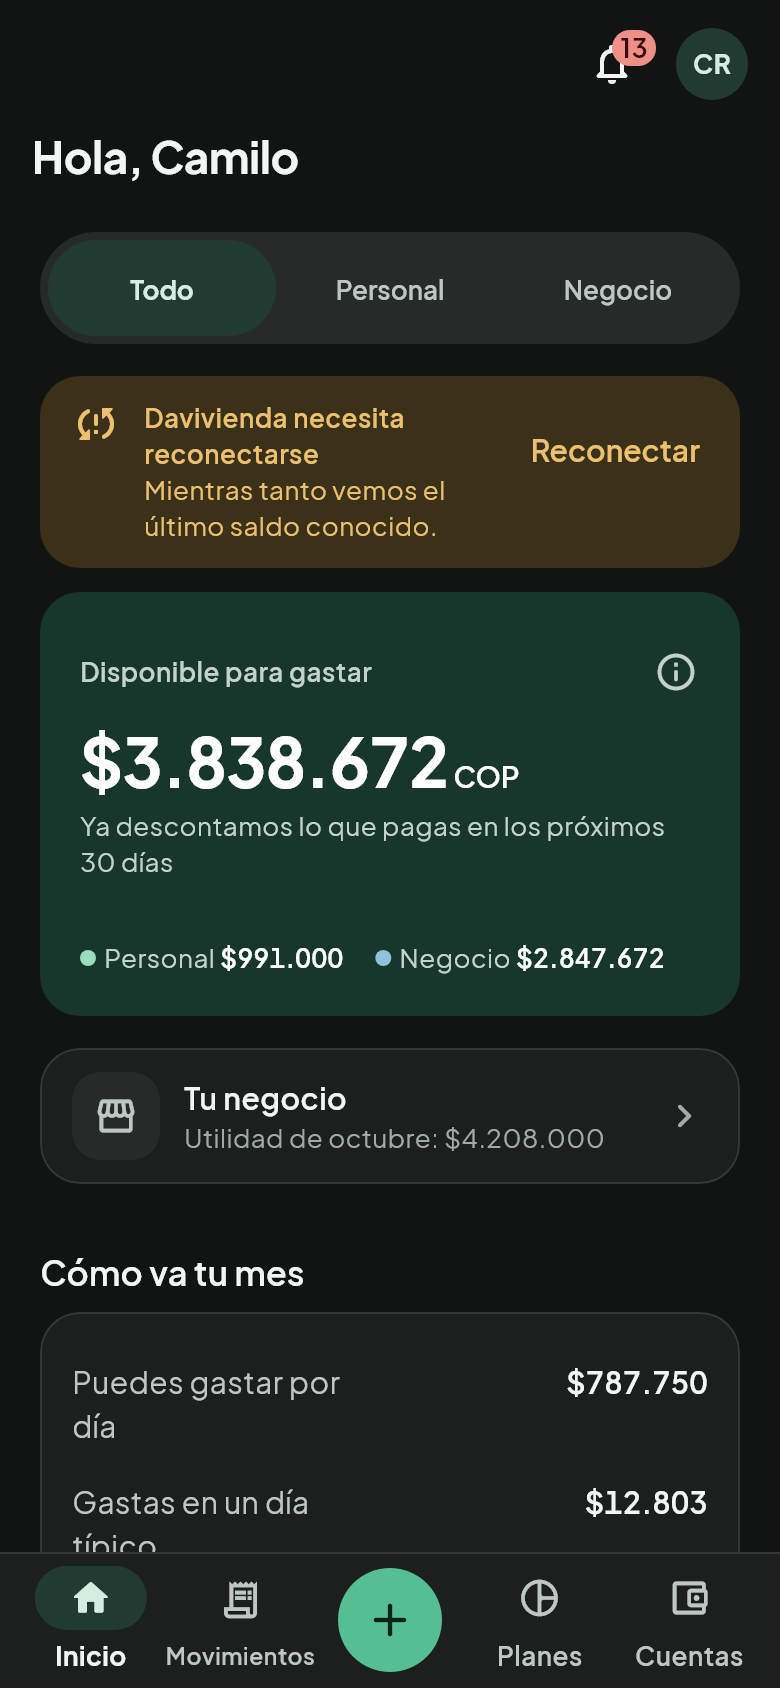 13
CR
Hola, Camilo
Todo
Personal
Negocio
Davivienda necesita
reconectarse
Mientras tanto vemos el
último saldo conocido.
Reconectar
Disponible para gastar
$3.838.672 COP
Ya descontamos lo que pagas en los próximos
30 días
Personal $991.000
Negocio $2.847.672
Tu negocio
Utilidad de octubre: $4.208.000
Cómo va tu mes
Puedes gastar por
día
$787.750
Gastas en un día
típico
$12.803
Inicio
Movimientos
Planes
Cuentas